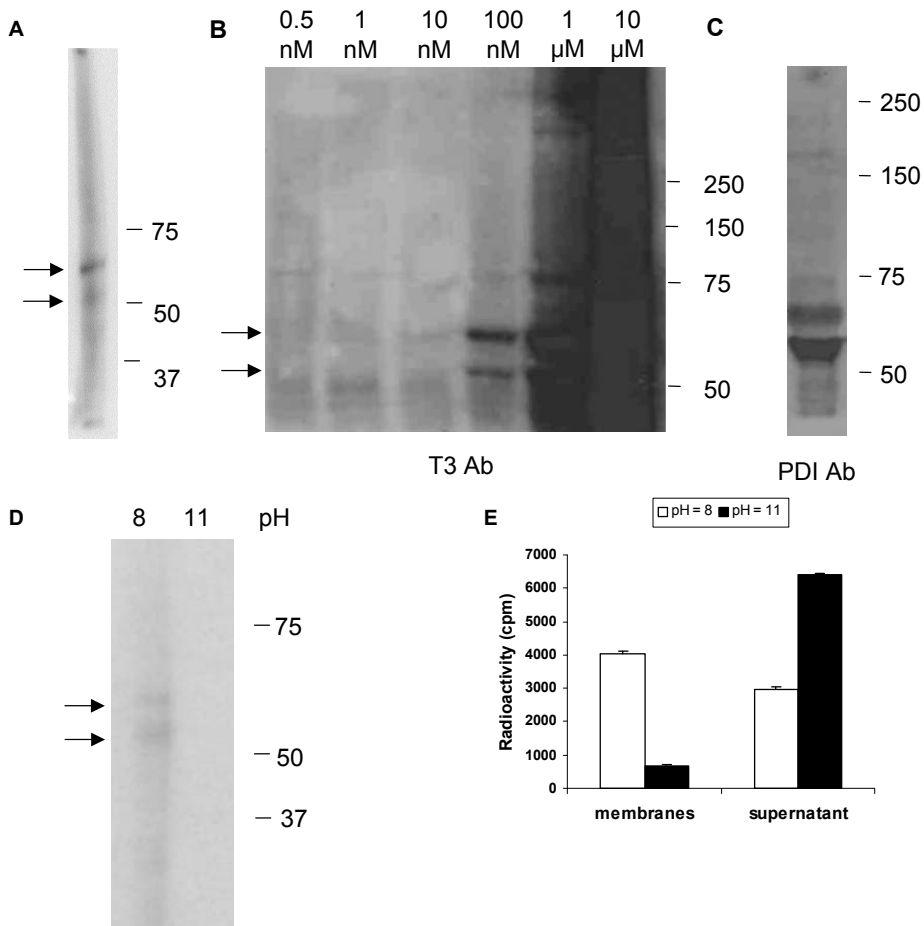 A
75
50
37
B
0.5 nM 1 nM 10 nM 100 nM 1 µM 10 µM
250
150
75
50
T3 Ab
C
250
150
75
50
PDI Ab
D
8 11 pH
75
50
37
E
pH = 8 pH = 11
Radioactivity (cpm)
7000
6000
5000
4000
3000
2000
1000
0
membranes supernatant